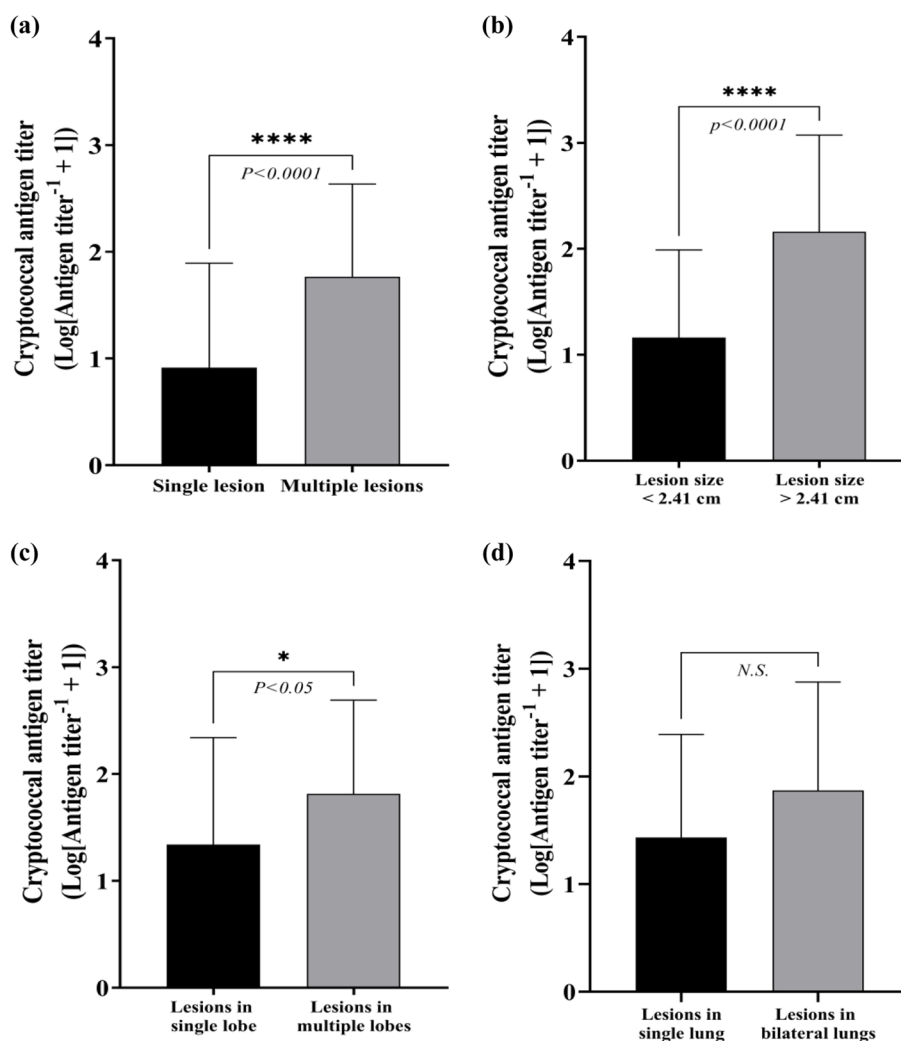 (a)
Cryptococcal antigen titer
(Log[Antigen titer⁻¹ + 1])
4
3
2
1
0
****
P<0.0001
Single lesion
Multiple lesions
(b)
Cryptococcal antigen titer
(Log[Antigen titer⁻¹ + 1])
4
3
2
1
0
****
p<0.0001
Lesion size
< 2.41 cm
Lesion size
> 2.41 cm
(c)
Cryptococcal antigen titer
(Log[Antigen titer⁻¹ + 1])
4
3
2
1
0
*
P<0.05
Lesions in
single lobe
Lesions in
multiple lobes
(d)
Cryptococcal antigen titer
(Log[Antigen titer⁻¹ + 1])
4
3
2
1
0
N.S.
Lesions in
single lung
Lesions in
bilateral lungs